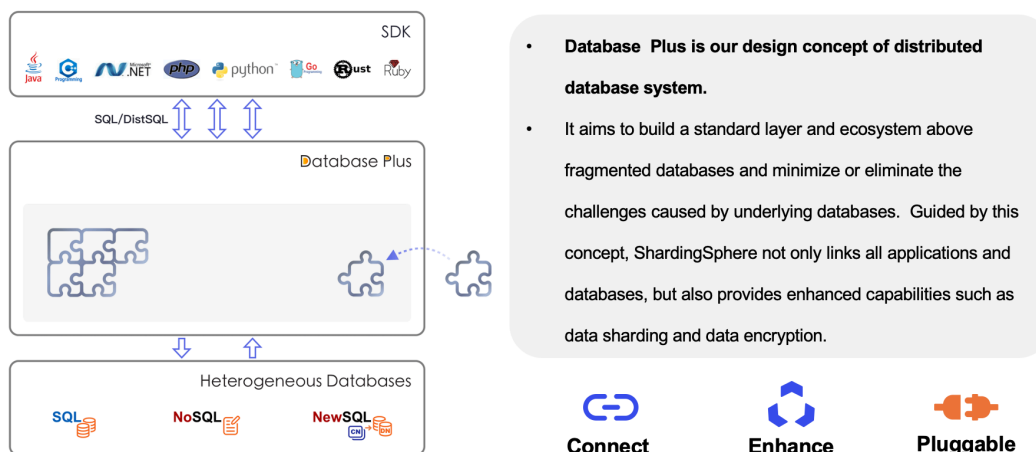 SDK
Java
Programming
Microsoft
.NET
php
python
Go
Programming
Rust
Ruby
SQL/DistSQL
Database Plus
Heterogeneous Databases
SQL
NoSQL
NewSQL
CN
DN
• Database Plus is our design concept of distributed
database system.
• It aims to build a standard layer and ecosystem above
fragmented databases and minimize or eliminate the
challenges caused by underlying databases. Guided by this
concept, ShardingSphere not only links all applications and
databases, but also provides enhanced capabilities such as
data sharding and data encryption.
Connect
Enhance
Pluggable